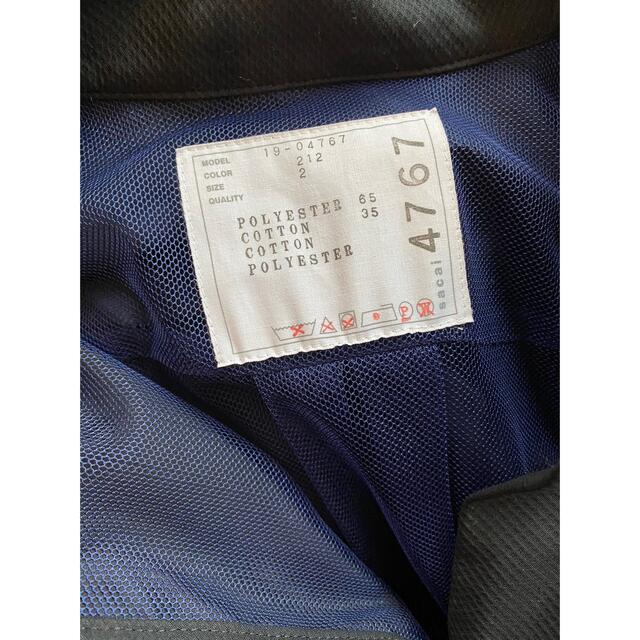 MODEL 19-04767
COLOR 212
SIZE 2
QUALITY
POLYESTER 65
COTTON 35
COTTON
POLYESTER
4767
sacai
P